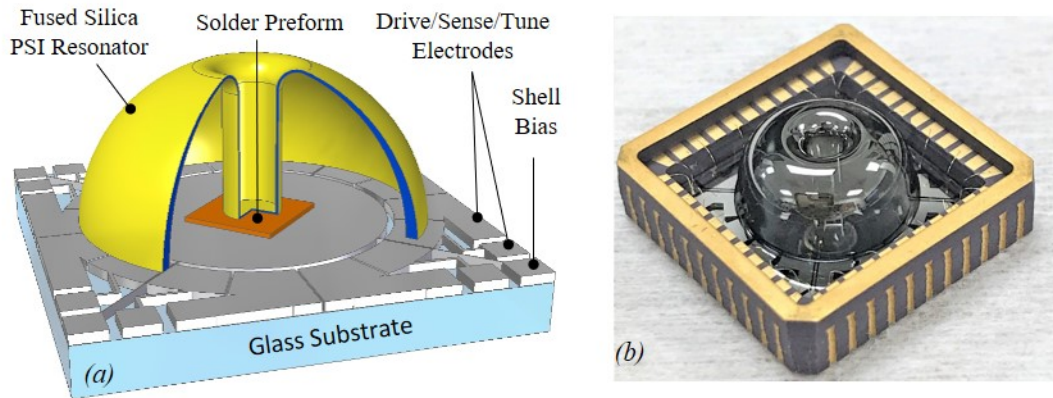 Fused Silica
PSI Resonator
Solder Preform
Drive/Sense/Tune
Electrodes
Shell
Bias
Glass Substrate
(a)
(b)